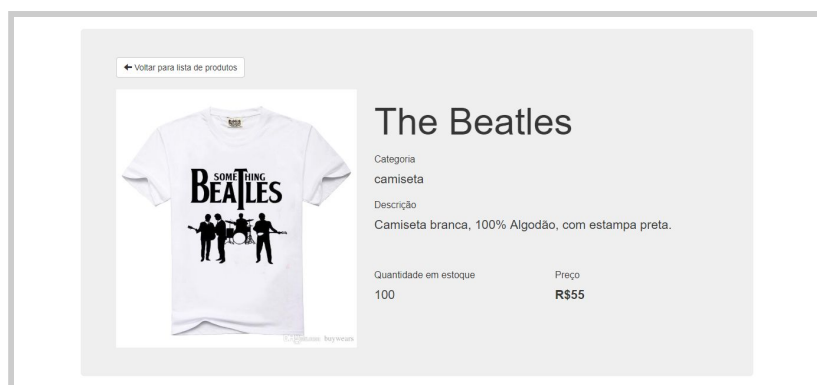 Voltar para lista de produtos
The Beatles
Categoria
camiseta
Descrição
Camiseta branca, 100% Algodão, com estampa preta.
Quantidade em estoque
100
Preço
R$55
SOMETHING
BEATLES
buywears